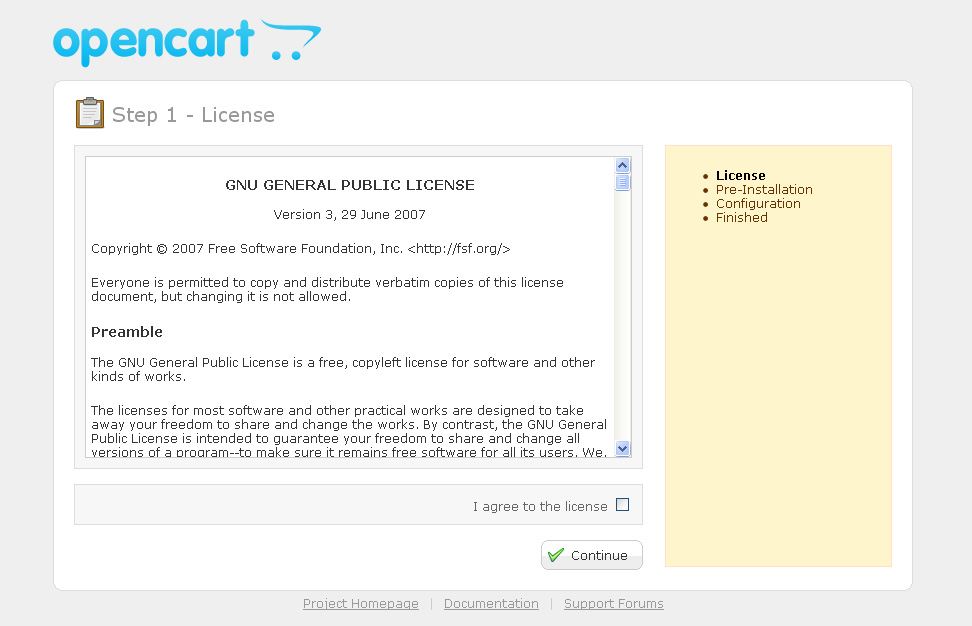 opencart
Step 1 - License
GNU GENERAL PUBLIC LICENSE
Version 3, 29 June 2007
Copyright © 2007 Free Software Foundation, Inc. <http://fsf.org/>
Everyone is permitted to copy and distribute verbatim copies of this license
document, but changing it is not allowed.
Preamble
The GNU General Public License is a free, copyleft license for software and other
kinds of works.
The licenses for most software and other practical works are designed to take
away your freedom to share and change the works. By contrast, the GNU General
Public License is intended to guarantee your freedom to share and change all
versions of a program--to make sure it remains free software for all its users. We,
I agree to the license
Continue
License
Pre-Installation
Configuration
Finished
Project Homepage | Documentation | Support Forums